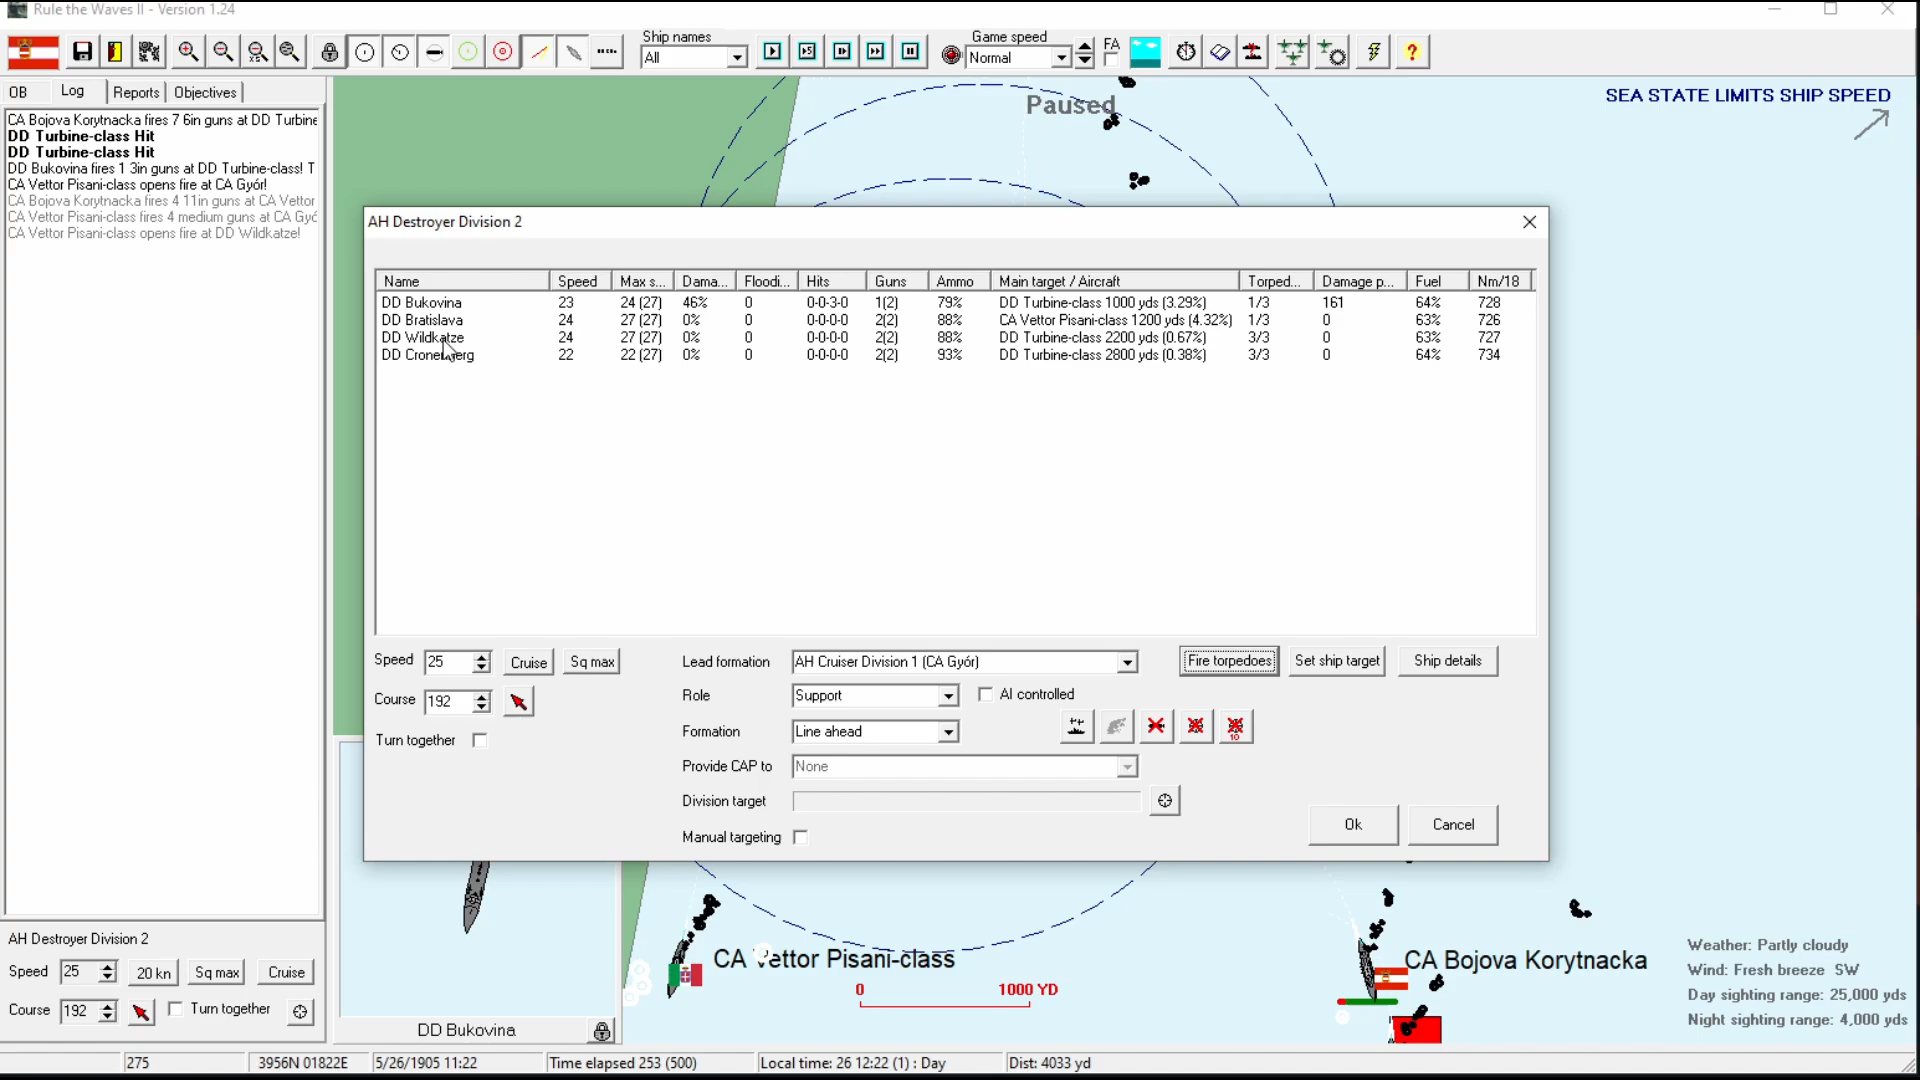 Rule the Waves II - Version 1.24
Ship names
All
Game speed
Normal
FA
OB Log Reports Objectives
CA Bojova Korytnacka fires 7 6in guns at DD Turbine
DD Turbine-class Hit
DD Turbine-class Hit
DD Bukovina fires 1 3in guns at DD Turbine-class! T
CA Vettor Pisani-class opens fire at CA Gyór!
CA Bojova Korytnacka fires 4 11in guns at CA Vettor
CA Vettor Pisani-class fires 4 medium guns at CA Gyó
CA Vettor Pisani-class opens fire at DD Wildkatze!
Paused
SEA STATE LIMITS SHIP SPEED
AH Destroyer Division 2
Name Speed Max s... Dama... Floodi... Hits Guns Ammo Main target / Aircraft Torped... Damage p... Fuel Nm/18
DD Bukovina 23 24 (27) 46% 0 0-0-3-0 1(2) 79% DD Turbine-class 1000 yds (3.29%) 1/3 161 64% 728
DD Bratislava 24 27 (27) 0% 0 0-0-0-0 2(2) 88% CA Vettor Pisani-class 1200 yds (4.32%) 1/3 0 63% 726
DD Wildkatze 24 27 (27) 0% 0 0-0-0-0 2(2) 88% DD Turbine-class 2200 yds (0.67%) 3/3 0 63% 727
DD Cronenberg 22 22 (27) 0% 0 0-0-0-0 2(2) 93% DD Turbine-class 2800 yds (0.38%) 3/3 0 64% 734
Speed 25 Cruise Sq max
Course 192
Turn together
Lead formation AH Cruiser Division 1 (CA Gyór)
Role Support AI controlled
Formation Line ahead
Provide CAP to None
Division target
Manual targeting
Fire torpedoes Set ship target Ship details
10
Ok Cancel
AH Destroyer Division 2
Speed 25 20 kn Sq max Cruise
Course 192 Turn together
DD Bukovina
CA Vettor Pisani-class
0 1000 YD
CA Bojova Korytnacka
Weather: Partly cloudy
Wind: Fresh breeze SW
Day sighting range: 25,000 yds
Night sighting range: 4,000 yds
275 3956N 01822E 5/26/1905 11:22 Time elapsed 253 (500) Local time: 26 12:22 (1) : Day Dist: 4033 yd